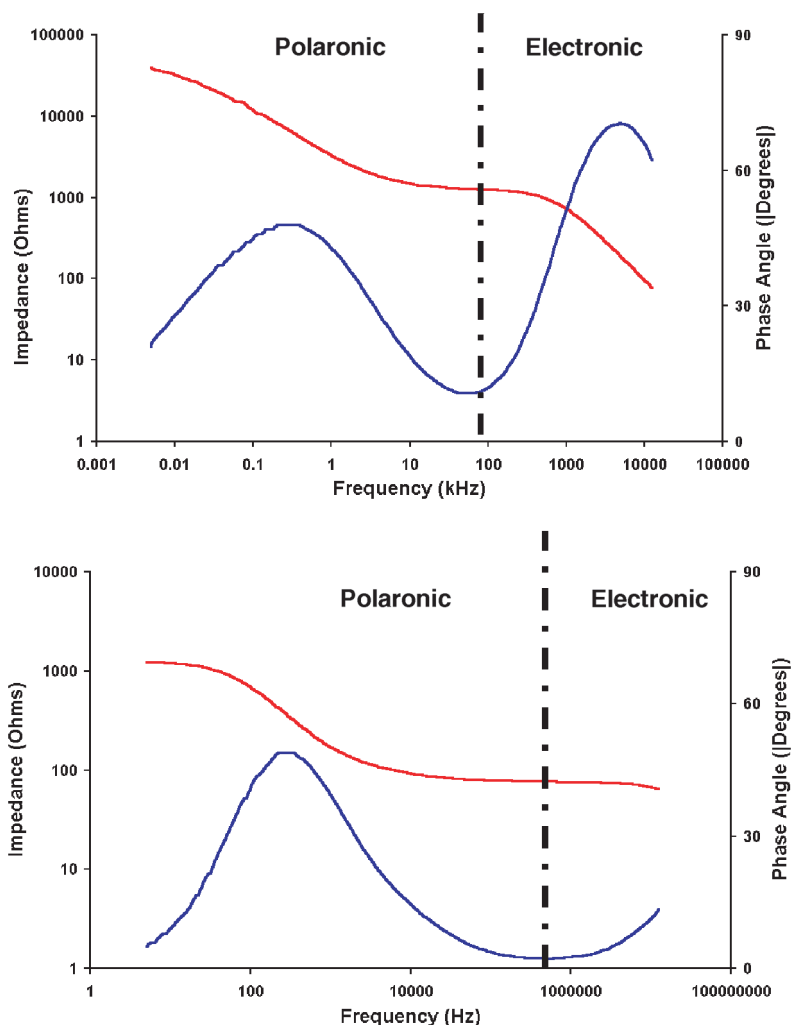 Polaronic Electronic
100000
10000
1000
100
10
1
Impedance (Ohms)
90
60
30
0
Phase Angle (|Degrees|)
0.001 0.01 0.1 1 10 100 1000 10000 100000
Frequency (kHz)
Polaronic Electronic
10000
1000
100
10
1
Impedance (Ohms)
90
60
30
0
Phase Angle (|Degrees|)
1 100 10000 1000000 100000000
Frequency (Hz)